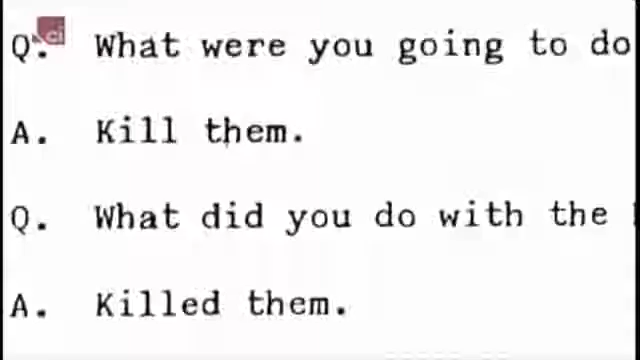 Q. What were you going to do
A. Kill them.
Q. What did you do with the
A. Killed them.